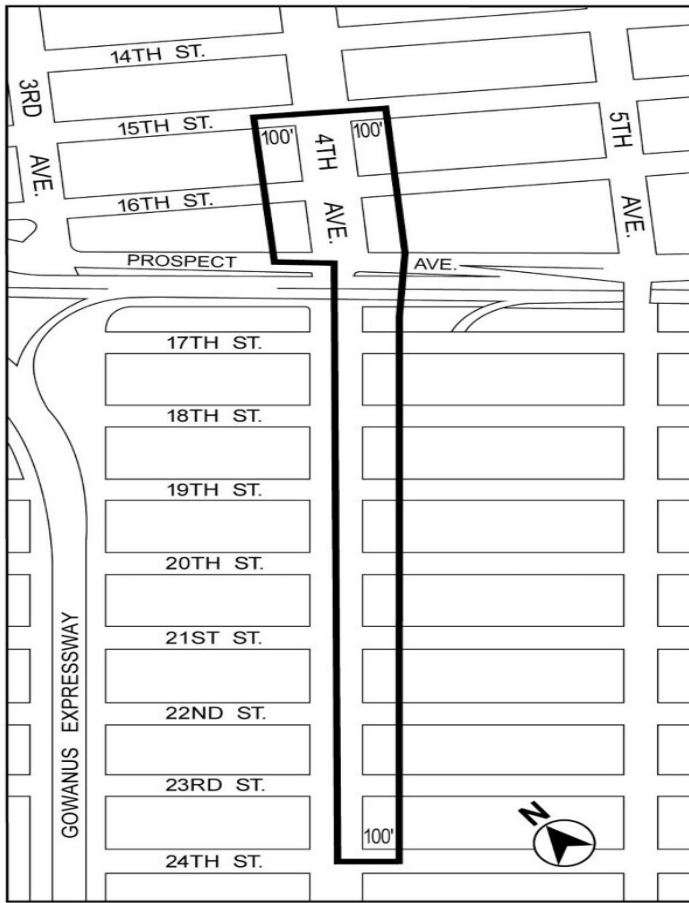 14TH ST.
3RD AVE.
15TH ST.
100'
4TH AVE.
100'
5TH AVE.
16TH ST.
PROSPECT AVE.
17TH ST.
18TH ST.
19TH ST.
20TH ST.
GOWANUS EXPRESSWAY
21ST ST.
22ND ST.
23RD ST.
100'
N
24TH ST.